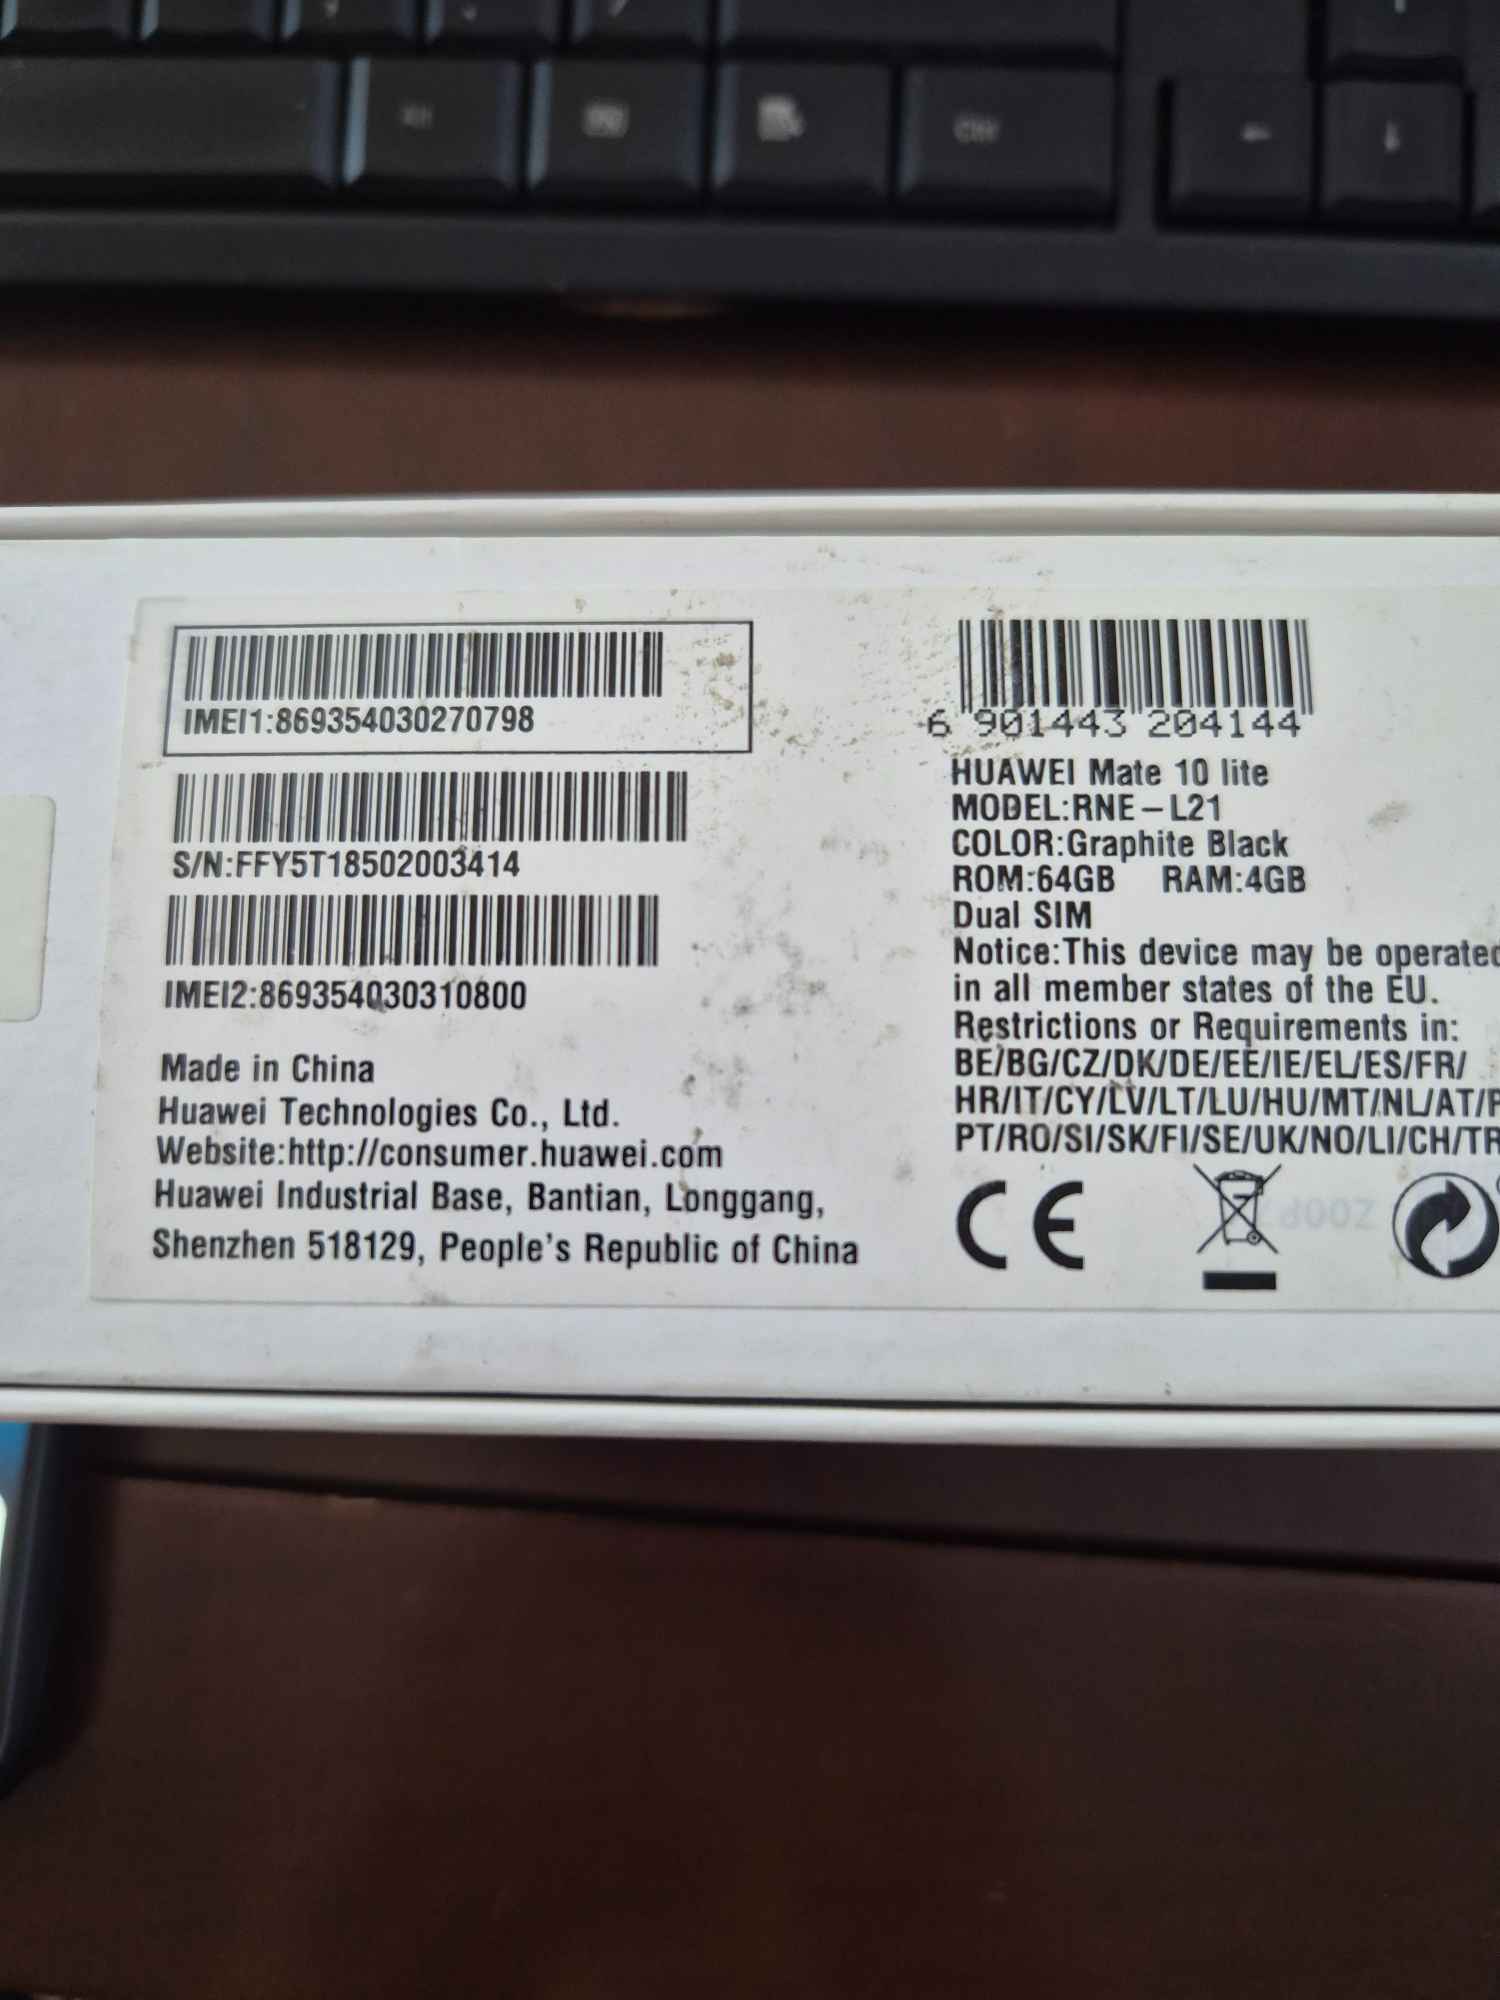 IMEI1:869354030270798
S/N:FFY5T18502003414
IMEI2:869354030310800
Made in China
Huawei Technologies Co., Ltd.
Website:http://consumer.huawei.com
Huawei Industrial Base, Bantian, Longgang,
Shenzhen 518129, People's Republic of China
6 901443 204144
HUAWEI Mate 10 lite
MODEL:RNE-L21
COLOR:Graphite Black
ROM:64GB RAM:4GB
Dual SIM
Notice:This device may be operated
in all member states of the EU.
Restrictions or Requirements in:
BE/BG/CZ/DK/DE/EE/IE/EL/ES/FR/
HR/IT/CY/LV/LT/LU/HU/MT/NL/AT/
PT/RO/SI/SK/FI/SE/UK/NO/LI/CH/TR
CE